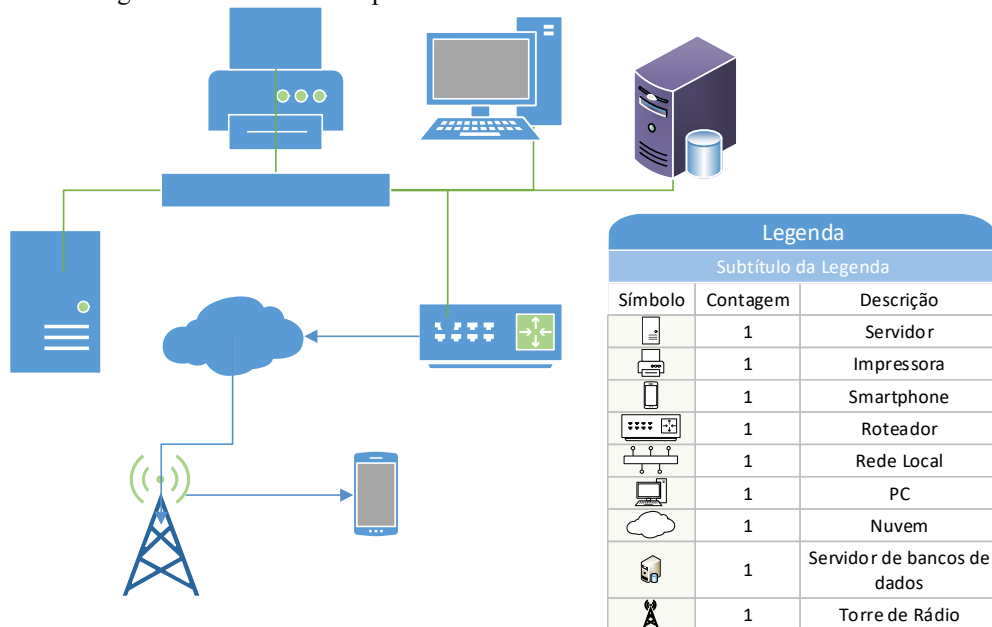 Legenda
Subtítulo da Legenda
Símbolo Contagem Descrição
1 Servidor
1 Impressora
1 Smartphone
1 Roteador
1 Rede Local
1 PC
1 Nuvem
1 Servidor de bancos de
dados
1 Torre de Rádio